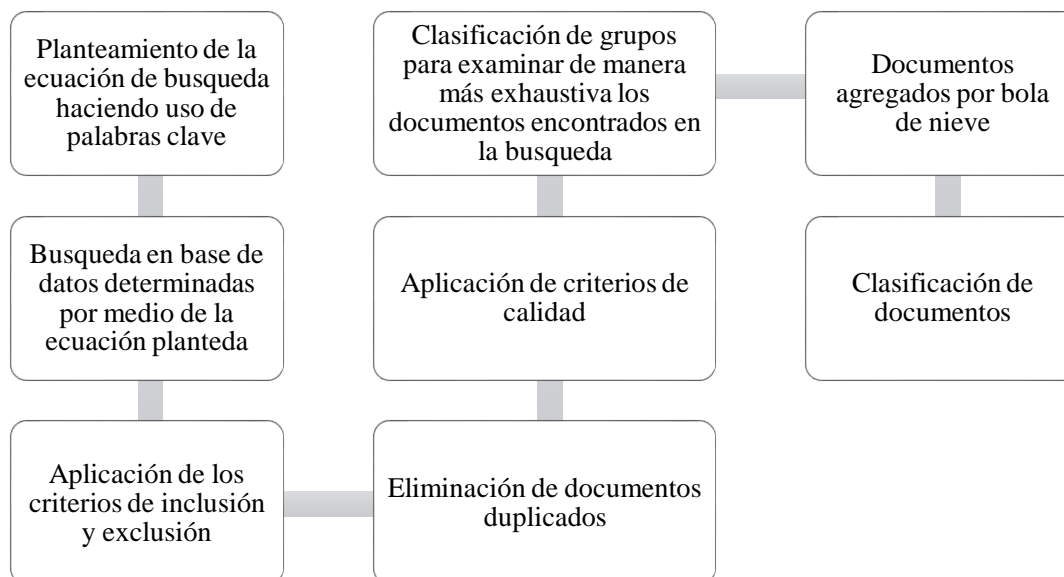 Planteamiento de la
ecuación de busqueda
haciendo uso de
palabras clave
Busqueda en base de
datos determinadas
por medio de la
ecuación planteda
Aplicación de los
criterios de inclusión
y exclusión
Eliminación de documentos
duplicados
Aplicación de criterios de
calidad
Clasificación de grupos
para examinar de manera
más exhaustiva los
documentos encontrados en
la busqueda
Documentos
agregados por bola
de nieve
Clasificación de
documentos